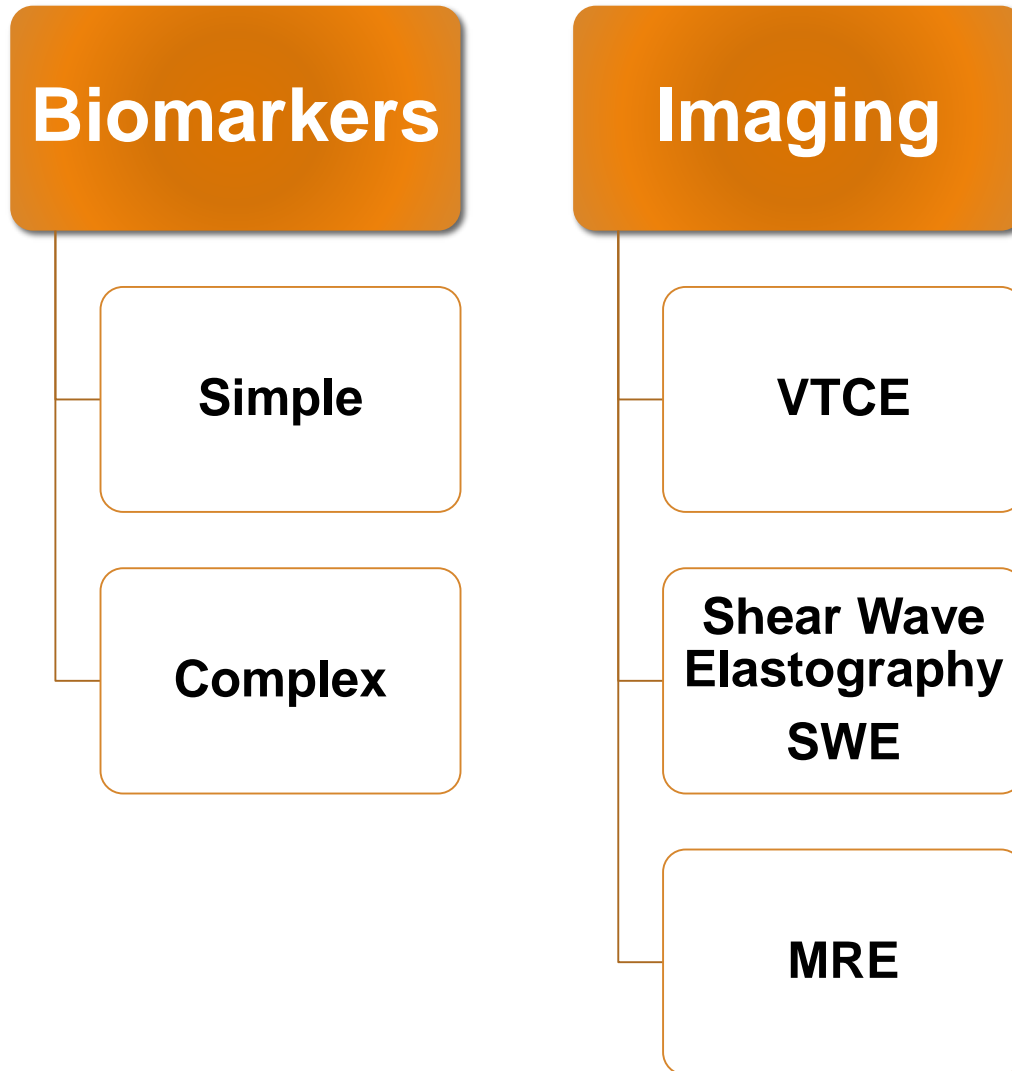 Biomarkers
Simple
Complex
Imaging
VTCE
Shear Wave
Elastography
SWE
MRE